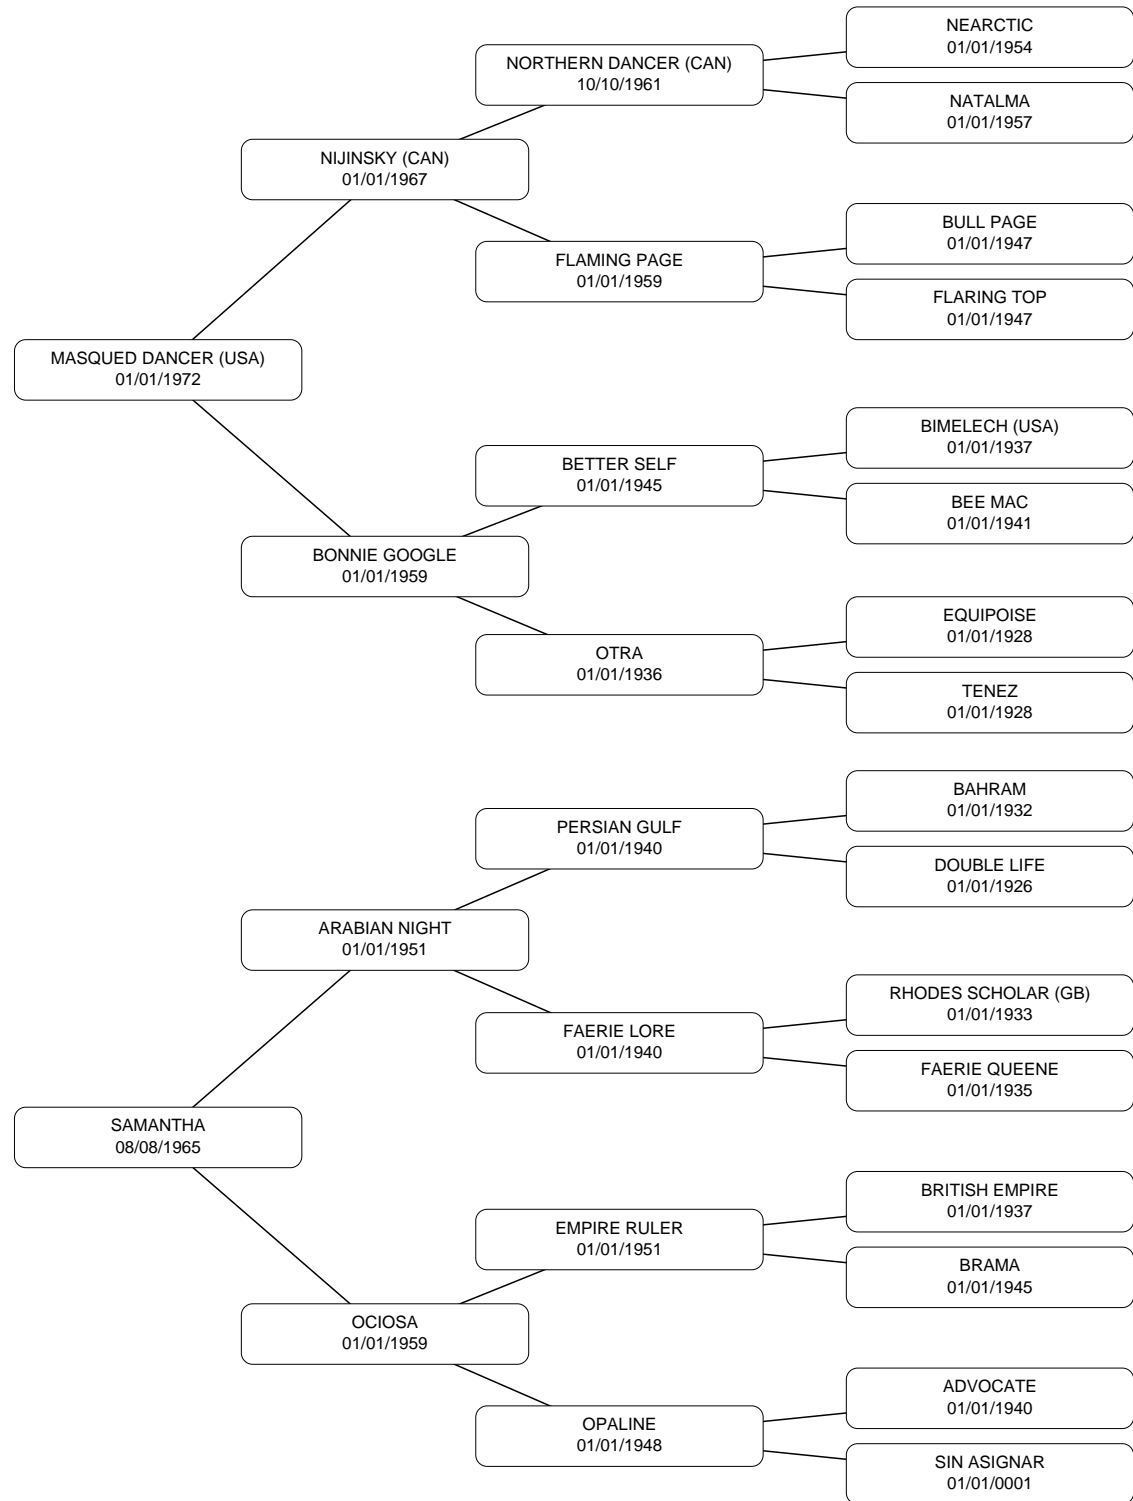 NEARCTIC
01/01/1954
NORTHERN DANCER (CAN)
10/10/1961
NATALMA
01/01/1957
NIJINSKY (CAN)
01/01/1967
BULL PAGE
01/01/1947
FLAMING PAGE
01/01/1959
FLARING TOP
01/01/1947
MASQUED DANCER (USA)
01/01/1972
BIMELECH (USA)
01/01/1937
BETTER SELF
01/01/1945
BEE MAC
01/01/1941
BONNIE GOOGLE
01/01/1959
EQUIPOISE
01/01/1928
OTRA
01/01/1936
TENEZ
01/01/1928
BAHRAM
01/01/1932
PERSIAN GULF
01/01/1940
DOUBLE LIFE
01/01/1926
ARABIAN NIGHT
01/01/1951
RHODES SCHOLAR (GB)
01/01/1933
FAERIE LORE
01/01/1940
FAERIE QUEENE
01/01/1935
SAMANTHA
08/08/1965
BRITISH EMPIRE
01/01/1937
EMPIRE RULER
01/01/1951
BRAMA
01/01/1945
OCIOSA
01/01/1959
ADVOCATE
01/01/1940
OPALINE
01/01/1948
SIN ASIGNAR
01/01/0001